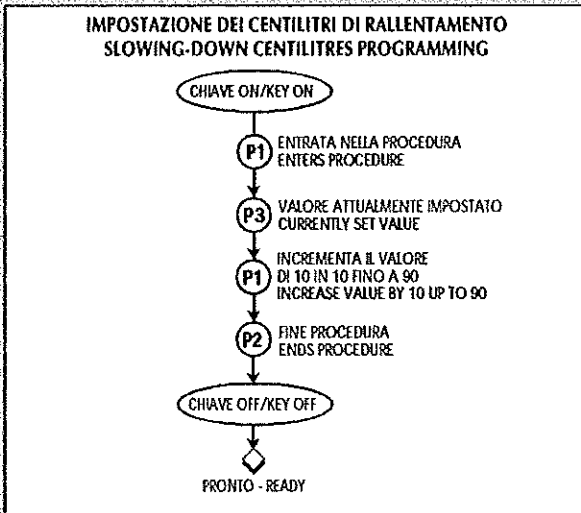 IMPOSTAZIONE DEI CENTILITRI DI RALLENTAMENTO
SLOWING-DOWN CENTILITRES PROGRAMMING
CHIAVE ON/KEY ON
P1
ENTRATA NELLA PROCEDURA
ENTERS PROCEDURE
P3
VALORE ATTUALMENTE IMPOSTATO
CURRENTLY SET VALUE
P1
INCREMENTA IL VALORE
DI 10 IN 10 FINO A 90
INCREASE VALUE BY 10 UP TO 90
P2
FINE PROCEDURA
ENDS PROCEDURE
CHIAVE OFF/KEY OFF
PRONTO - READY